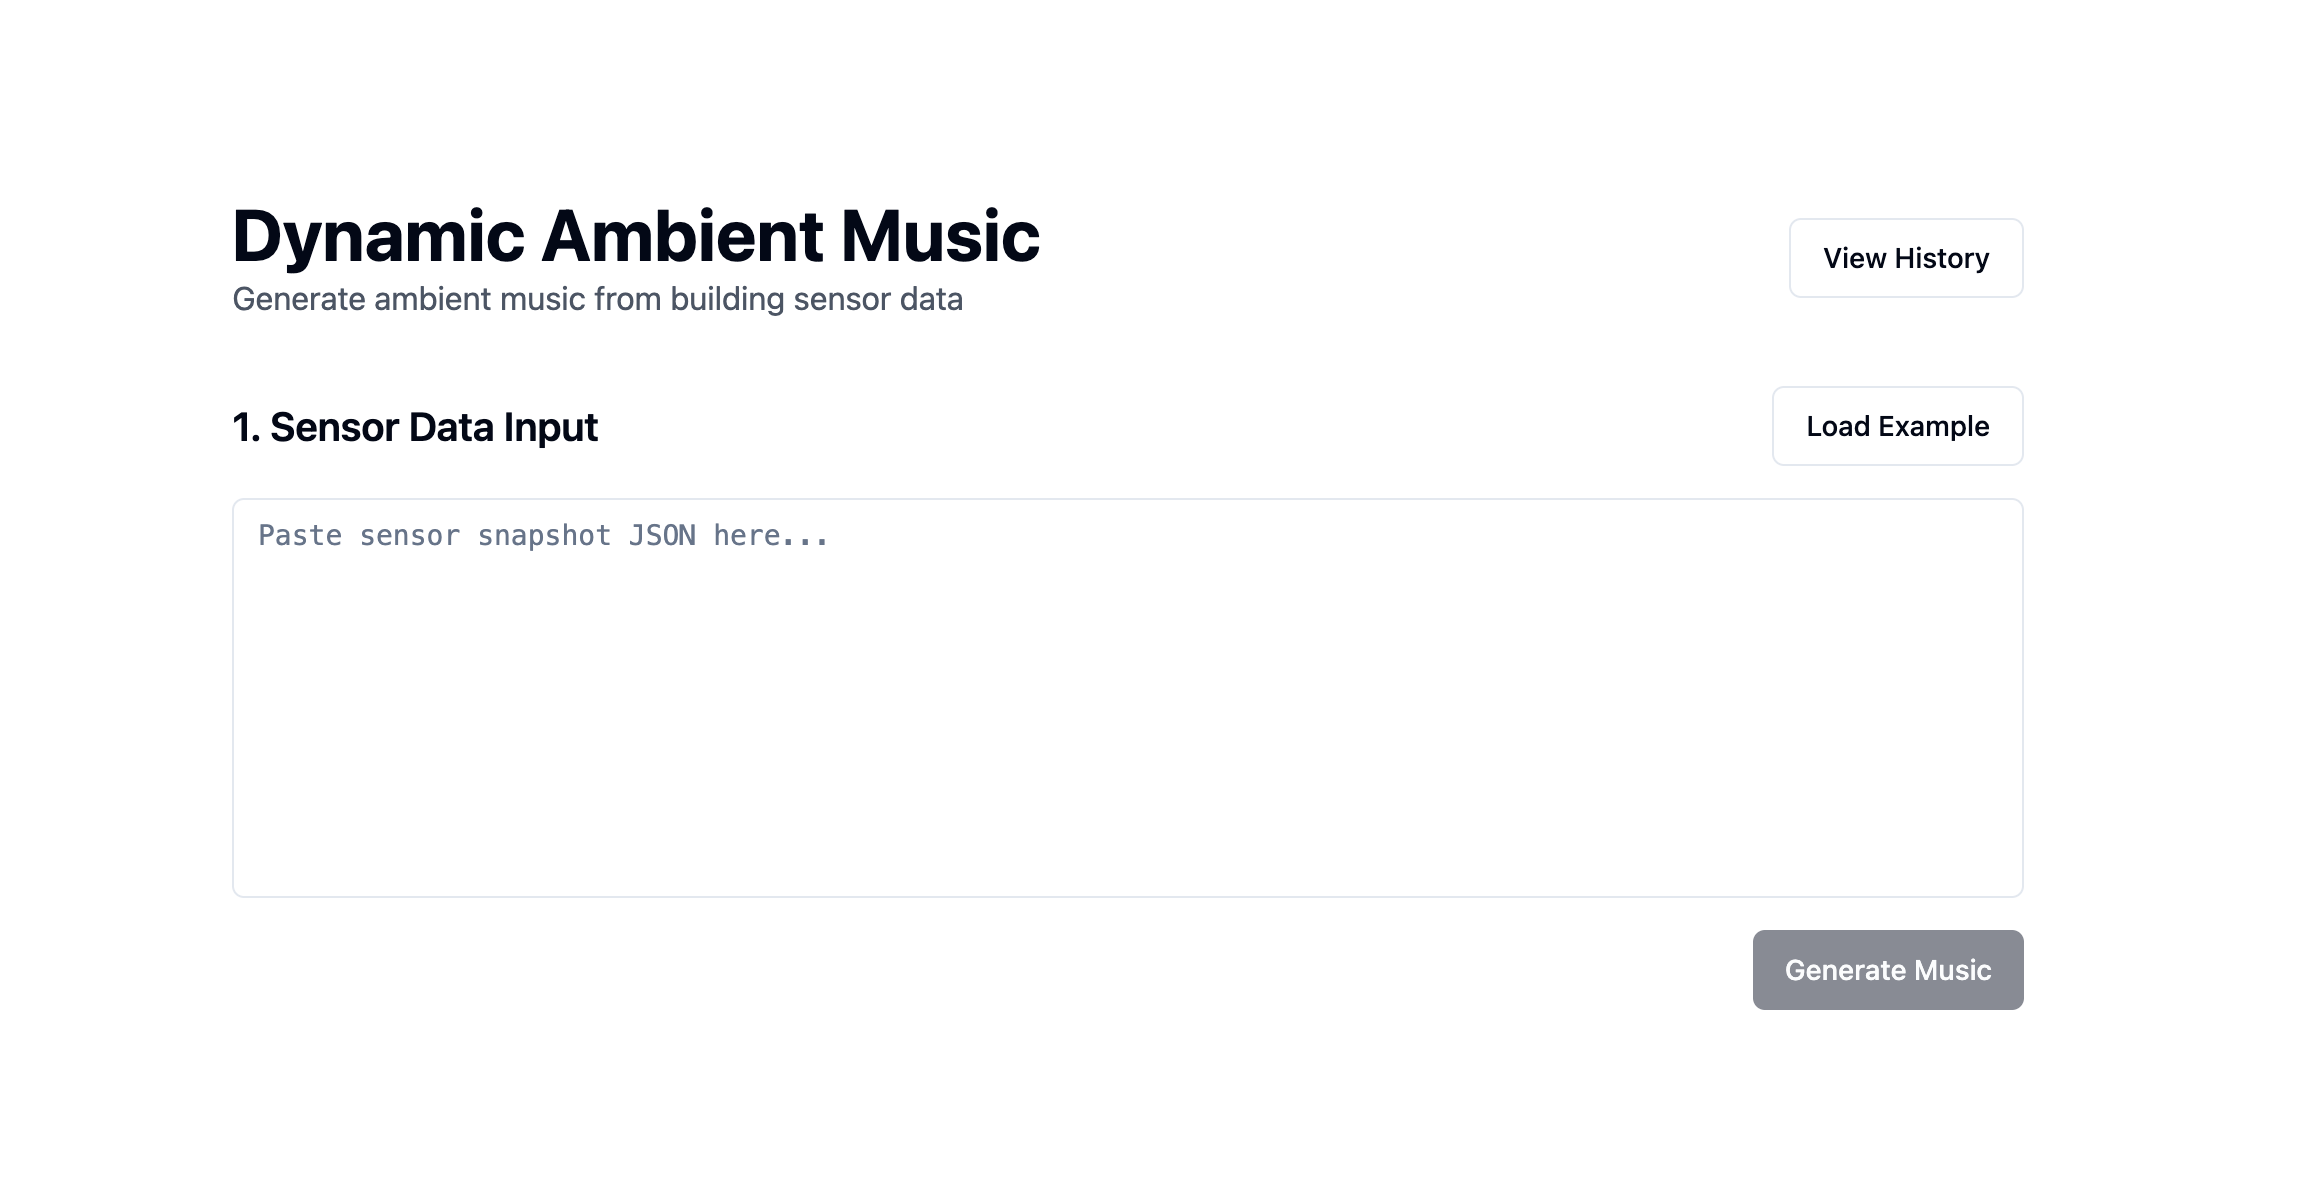 Dynamic Ambient Music
Generate ambient music from building sensor data
View History
1. Sensor Data Input
Load Example
Paste sensor snapshot JSON here...
Generate Music